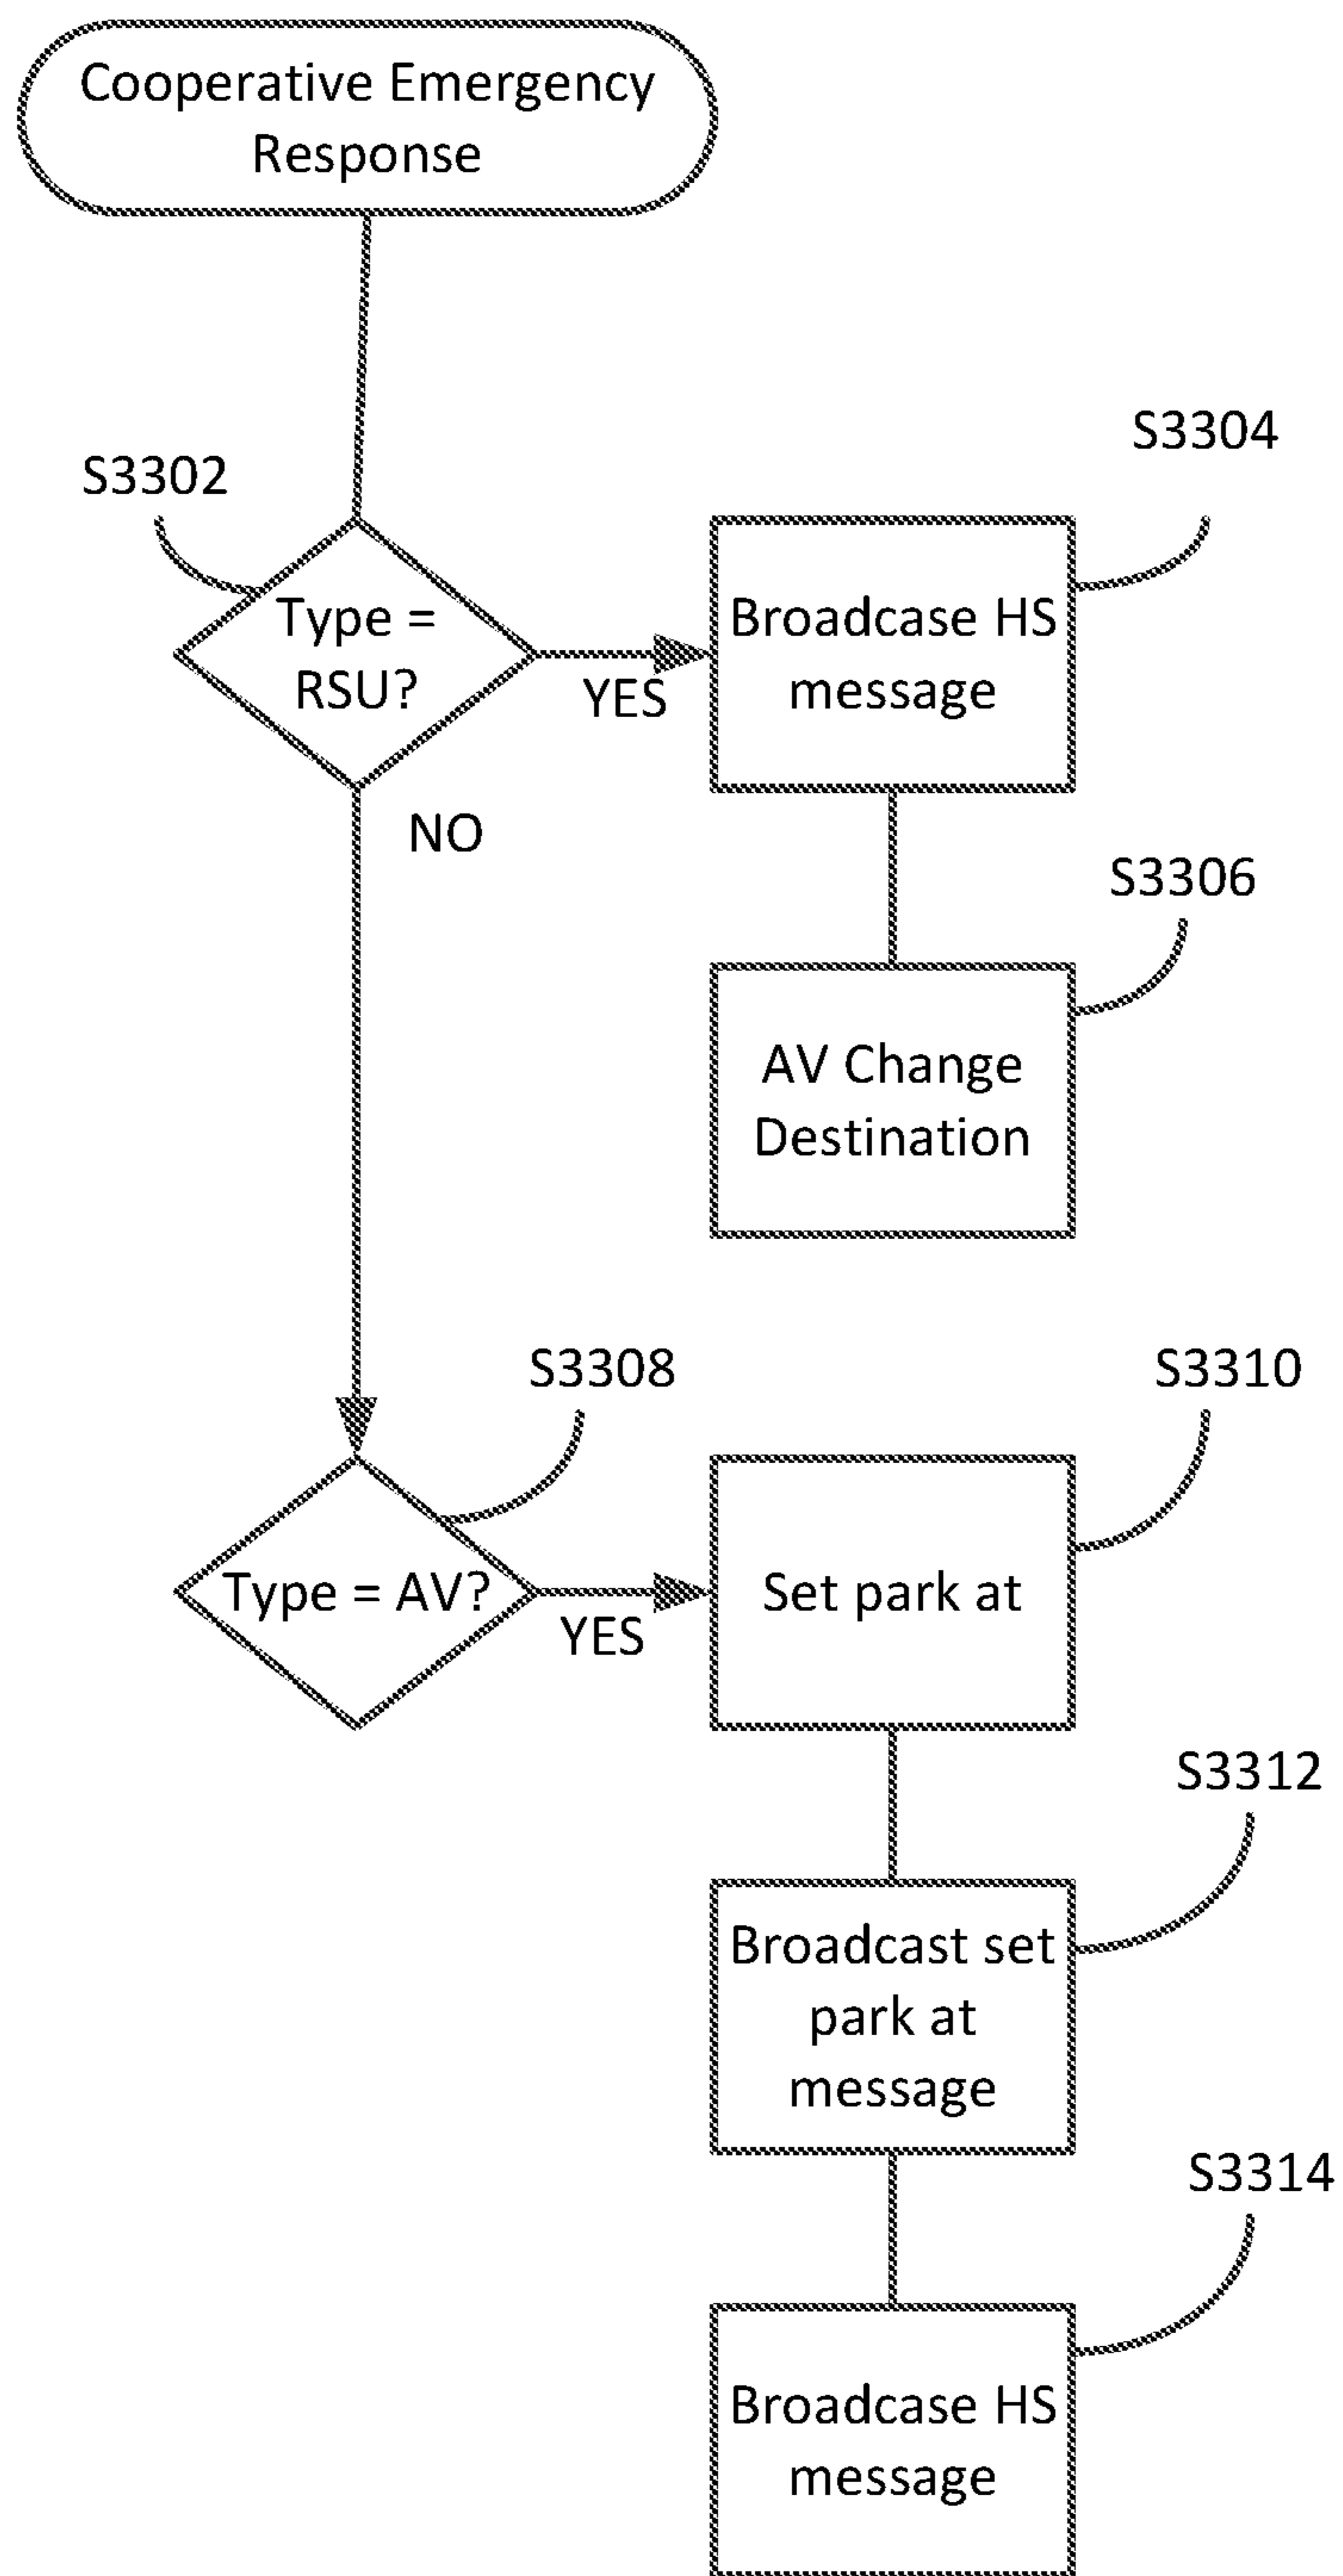 Cooperative Emergency
Response
S3304
S3302
Type =
RSU?
YES
Broadcase HS
message
NO
S3306
AV Change
Destination
S3308
S3310
Type = AV?
YES
Set park at
S3312
Broadcast set
park at
message
S3314
Broadcase HS
message